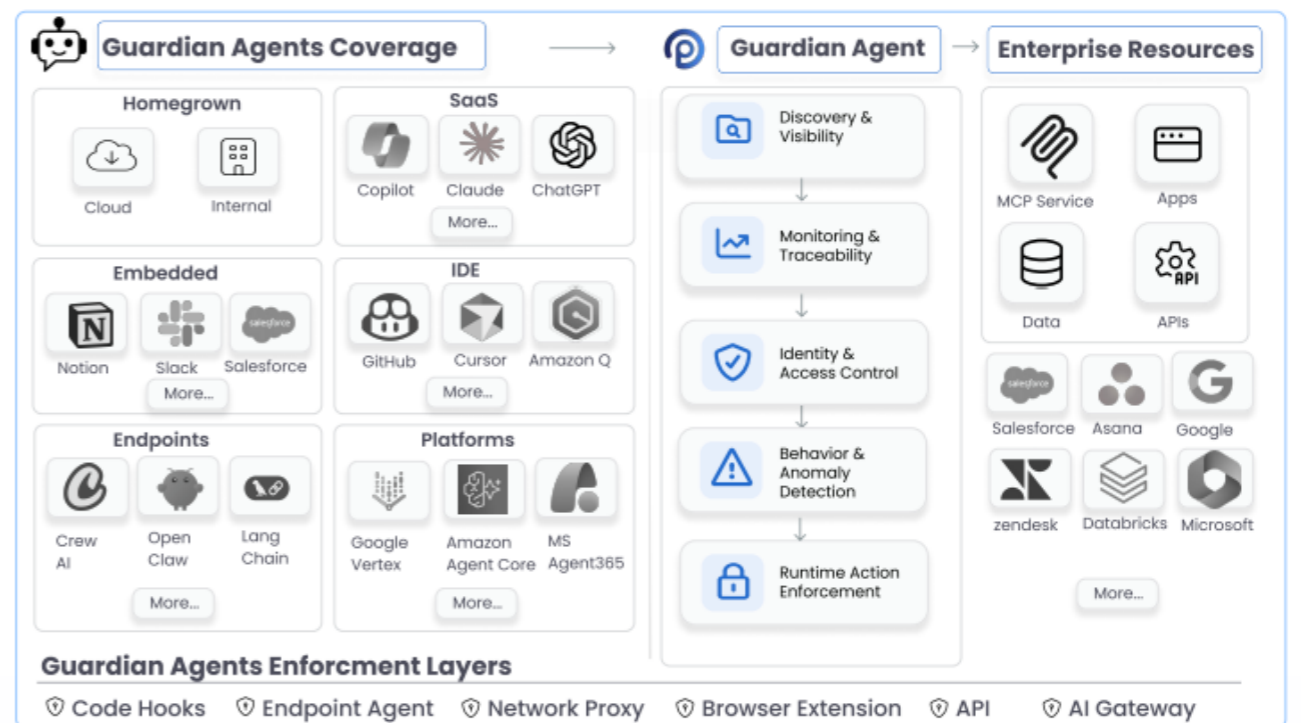 Guardian Agents Coverage
Guardian Agent
Enterprise Resources
Homegrown
Cloud
Internal
SaaS
Copilot
Claude
ChatGPT
More...
Embedded
Notion
Slack
salesforce
Salesforce
More...
IDE
GitHub
Cursor
Amazon Q
More...
Endpoints
Crew
AI
Open
Claw
Lang
Chain
More...
Platforms
Google
Vertex
Amazon
Agent Core
MS
Agent365
More...
Discovery &
Visibility
Monitoring &
Traceability
Identity &
Access Control
Behavior &
Anomaly
Detection
Runtime Action
Enforcement
MCP Service
Apps
Data
API
APIs
salesforce
Salesforce
Asana
Google
zendesk
Databricks
Microsoft
More...
Guardian Agents Enforcment Layers
Code Hooks
Endpoint Agent
Network Proxy
Browser Extension
API
AI Gateway